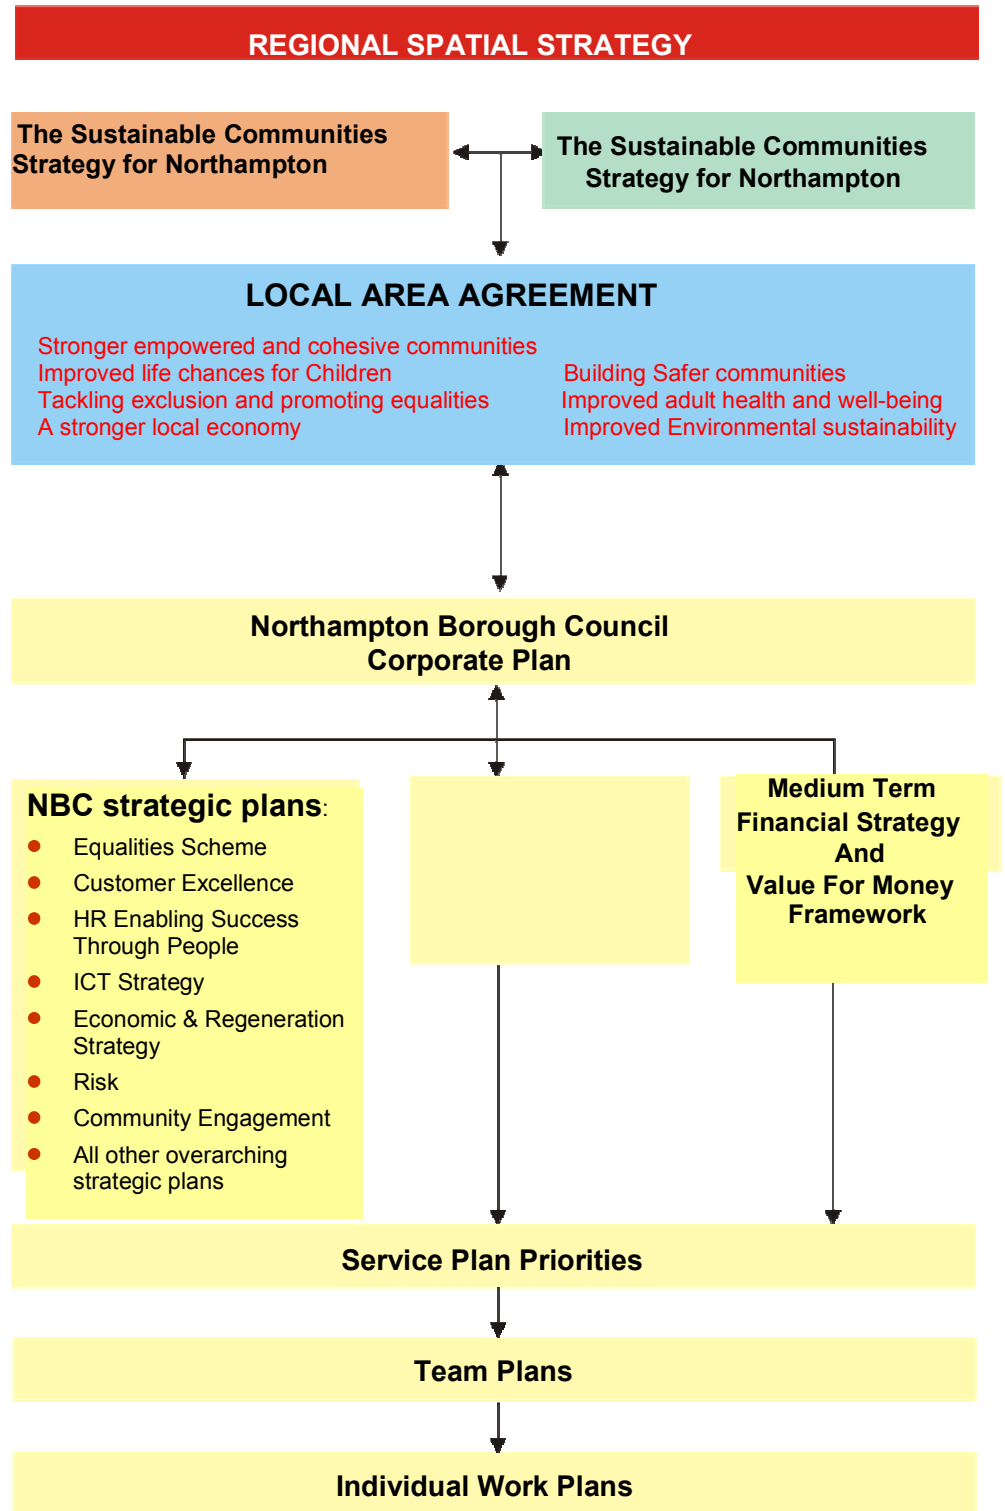 REGIONAL SPATIAL STRATEGY
The Sustainable Communities
Strategy for Northampton
The Sustainable Communities
Strategy for Northampton
LOCAL AREA AGREEMENT
Stronger empowered and cohesive communities
Improved life chances for Children
Tackling exclusion and promoting equalities
A stronger local economy
Building Safer communities
Improved adult health and well-being
Improved Environmental sustainability
Northampton Borough Council
Corporate Plan
NBC strategic plans:
Equalities Scheme
Customer Excellence
HR Enabling Success
Through People
ICT Strategy
Economic & Regeneration
Strategy
Risk
Community Engagement
All other overarching
strategic plans
Medium Term
Financial Strategy
And
Value For Money
Framework
Service Plan Priorities
Team Plans
Individual Work Plans